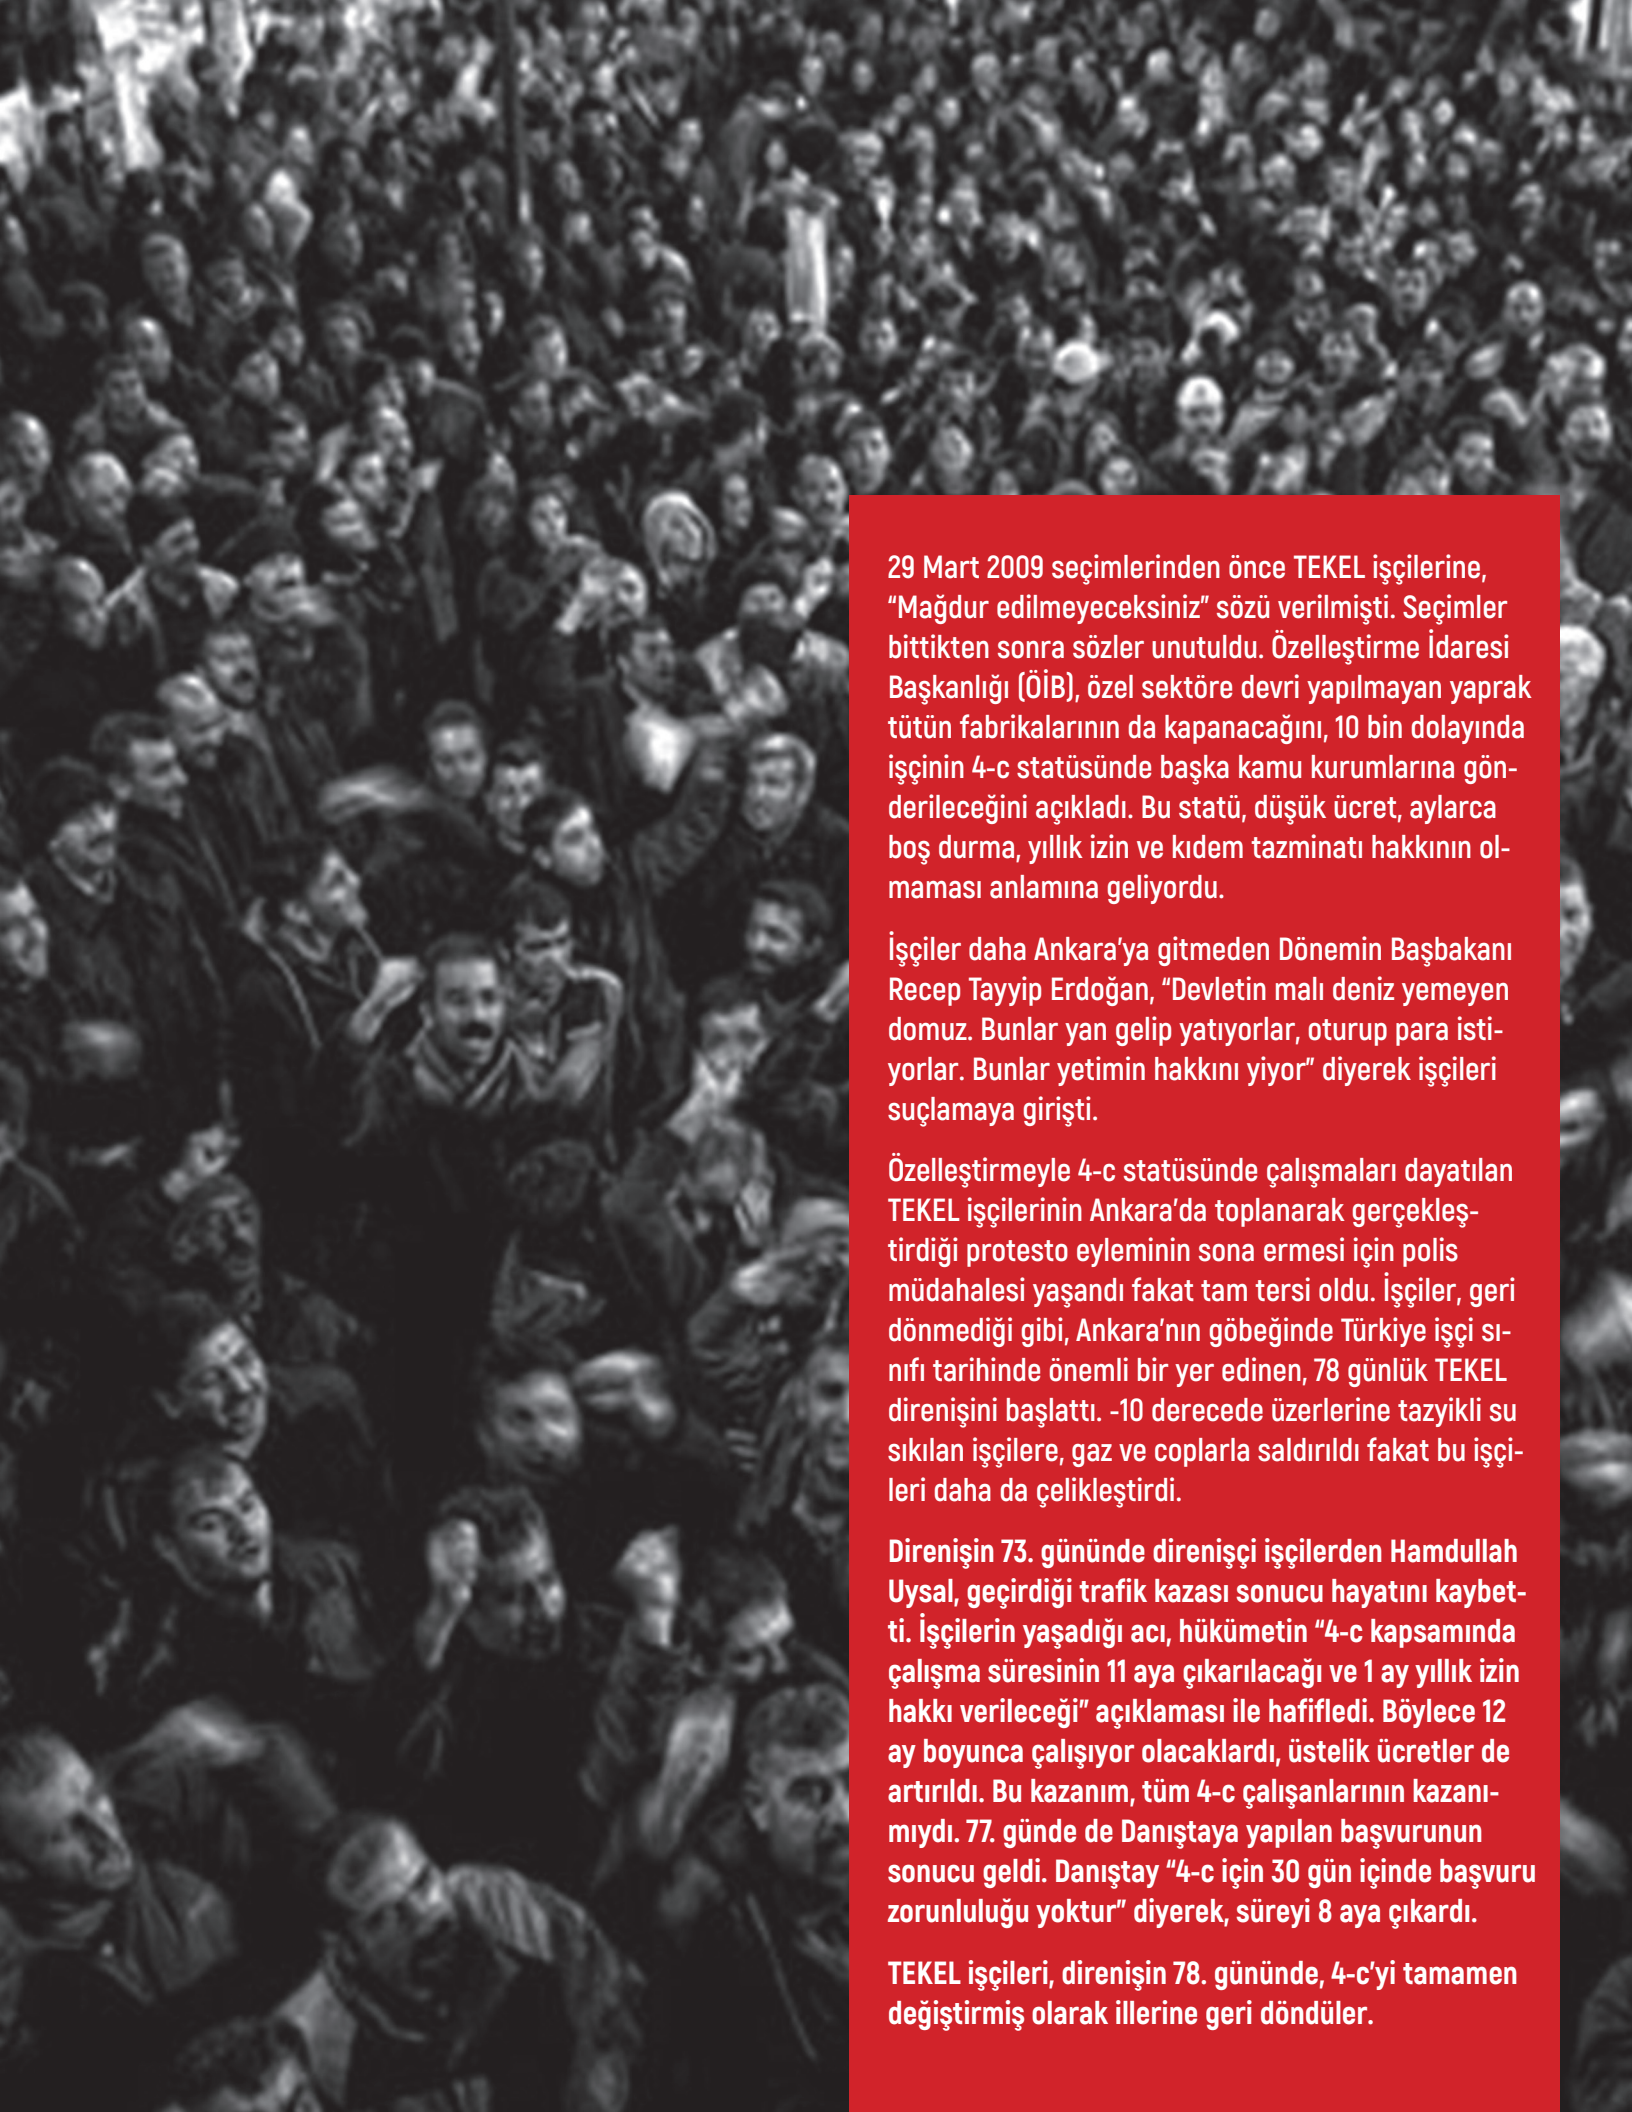 29 Mart 2009 seçimlerinden önce TEKEL işçilerine,
“Mağdur edilmeyeceksiniz” sözü verilmişti. Seçimler
bittikten sonra sözler unutuldu. Özelleştirme İdaresi
Başkanlığı (ÖİB), özel sektöre devri yapılmayan yaprak
tütün fabrikalarının da kapanacağını, 10 bin dolayında
işçinin 4-c statüsünde başka kamu kurumlarına gön-
derileceğini açıkladı. Bu statü, düşük ücret, aylarca
boş durma, yıllık izin ve kıdem tazminatı hakkının ol-
maması anlamına geliyordu.
İşçiler daha Ankara’ya gitmeden Dönemin Başbakanı
Recep Tayyip Erdoğan, “Devletin malı deniz yemeyen
domuz. Bunlar yan gelip yatıyorlar, oturup para isti-
yorlar. Bunlar yetimin hakkını yiyor” diyerek işçileri
suçlamaya girişti.
Özelleştirmeyle 4-c statüsünde çalışmaları dayatılan
TEKEL işçilerinin Ankara’da toplanarak gerçekleş-
tirdiği protesto eyleminin sona ermesi için polis
müdahalesi yaşandı fakat tam tersi oldu. İşçiler, geri
dönmediği gibi, Ankara’nın göbeğinde Türkiye işçi sı-
nıfı tarihinde önemli bir yer edinen, 78 günlük TEKEL
direnişini başlattı. -10 derecede üzerlerine tazyikli su
sıkılan işçilere, gaz ve coplarla saldırıldı fakat bu işçi-
leri daha da çelikleştirdi.
Direnişin 73. gününde direnişçi işçilerden Hamdullah
Uysal, geçirdiği trafik kazası sonucu hayatını kaybet-
ti. İşçilerin yaşadığı acı, hükümetin “4-c kapsamında
çalışma süresinin 11 aya çıkarılacağı ve 1 ay yıllık izin
hakkı verileceği” açıklaması ile hafifledi. Böylece 12
ay boyunca çalışıyor olacaklardı, üstelik ücretler de
artırıldı. Bu kazanım, tüm 4-c çalışanlarının kazanı-
mıydı. 77. günde de Danıştaya yapılan başvurunun
sonucu geldi. Danıştay “4-c için 30 gün içinde başvuru
zorunluluğu yoktur” diyerek, süreyi 8 aya çıkardı.
TEKEL işçileri, direnişin 78. gününde, 4-c’yi tamamen
değiştirmiş olarak illerine geri döndüler.